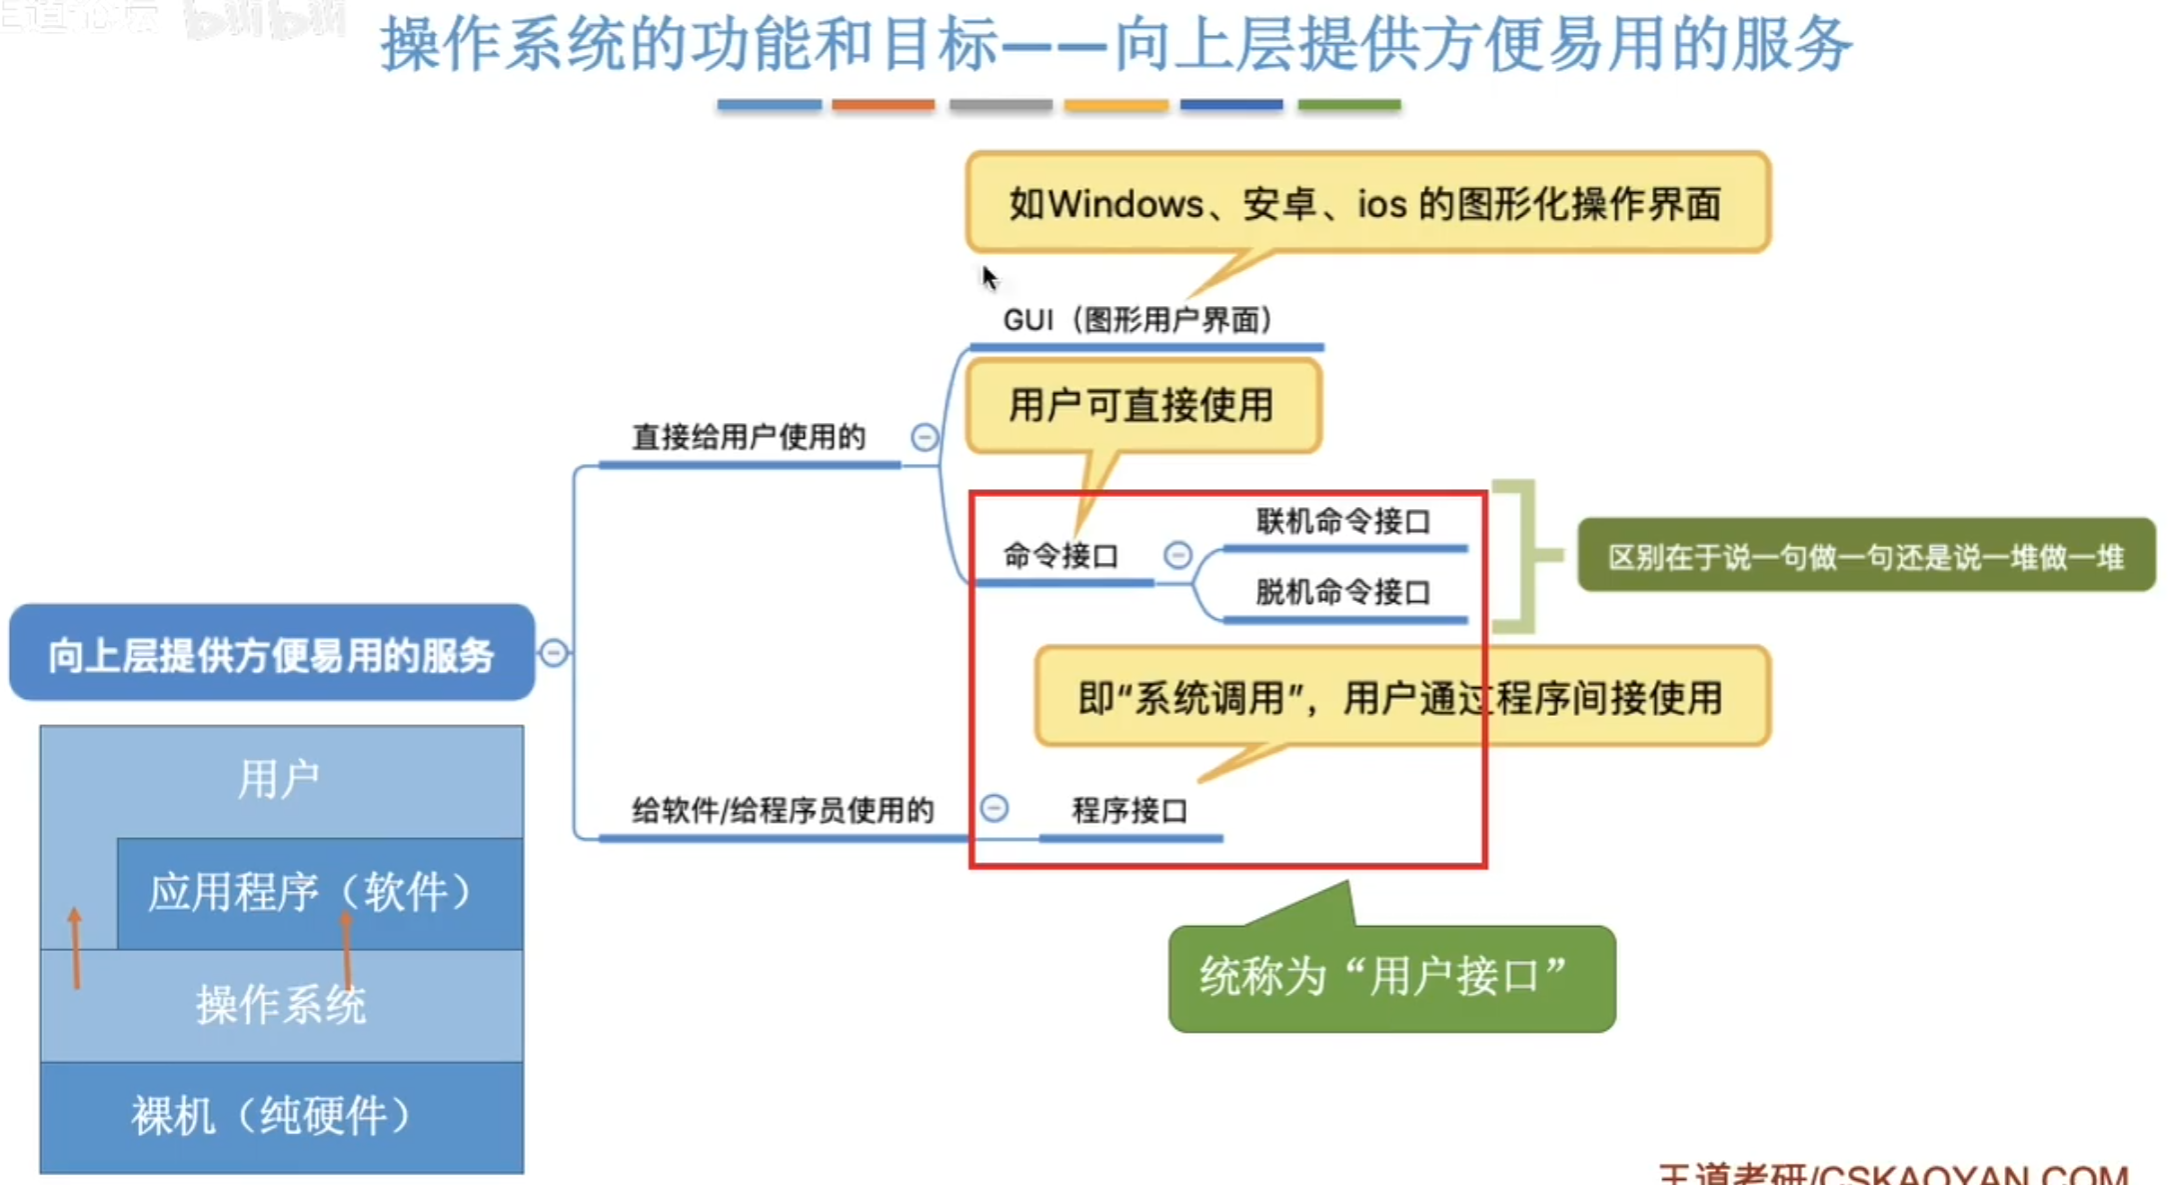 王道论坛 bilibili
操作系统的功能和目标——向上层提供方便易用的服务
如Windows、安卓、ios 的图形化操作界面
GUI（图形用户界面）
用户可直接使用
直接给用户使用的
联机命令接口
命令接口
脱机命令接口
区别在于说一句做一句还是说一堆做一堆
向上层提供方便易用的服务
即“系统调用”，用户通过程序间接使用
给软件/给程序员使用的
程序接口
统称为“用户接口”
用户
应用程序（软件）
操作系统
裸机（纯硬件）
王道考研/CSKAOYAN.COM